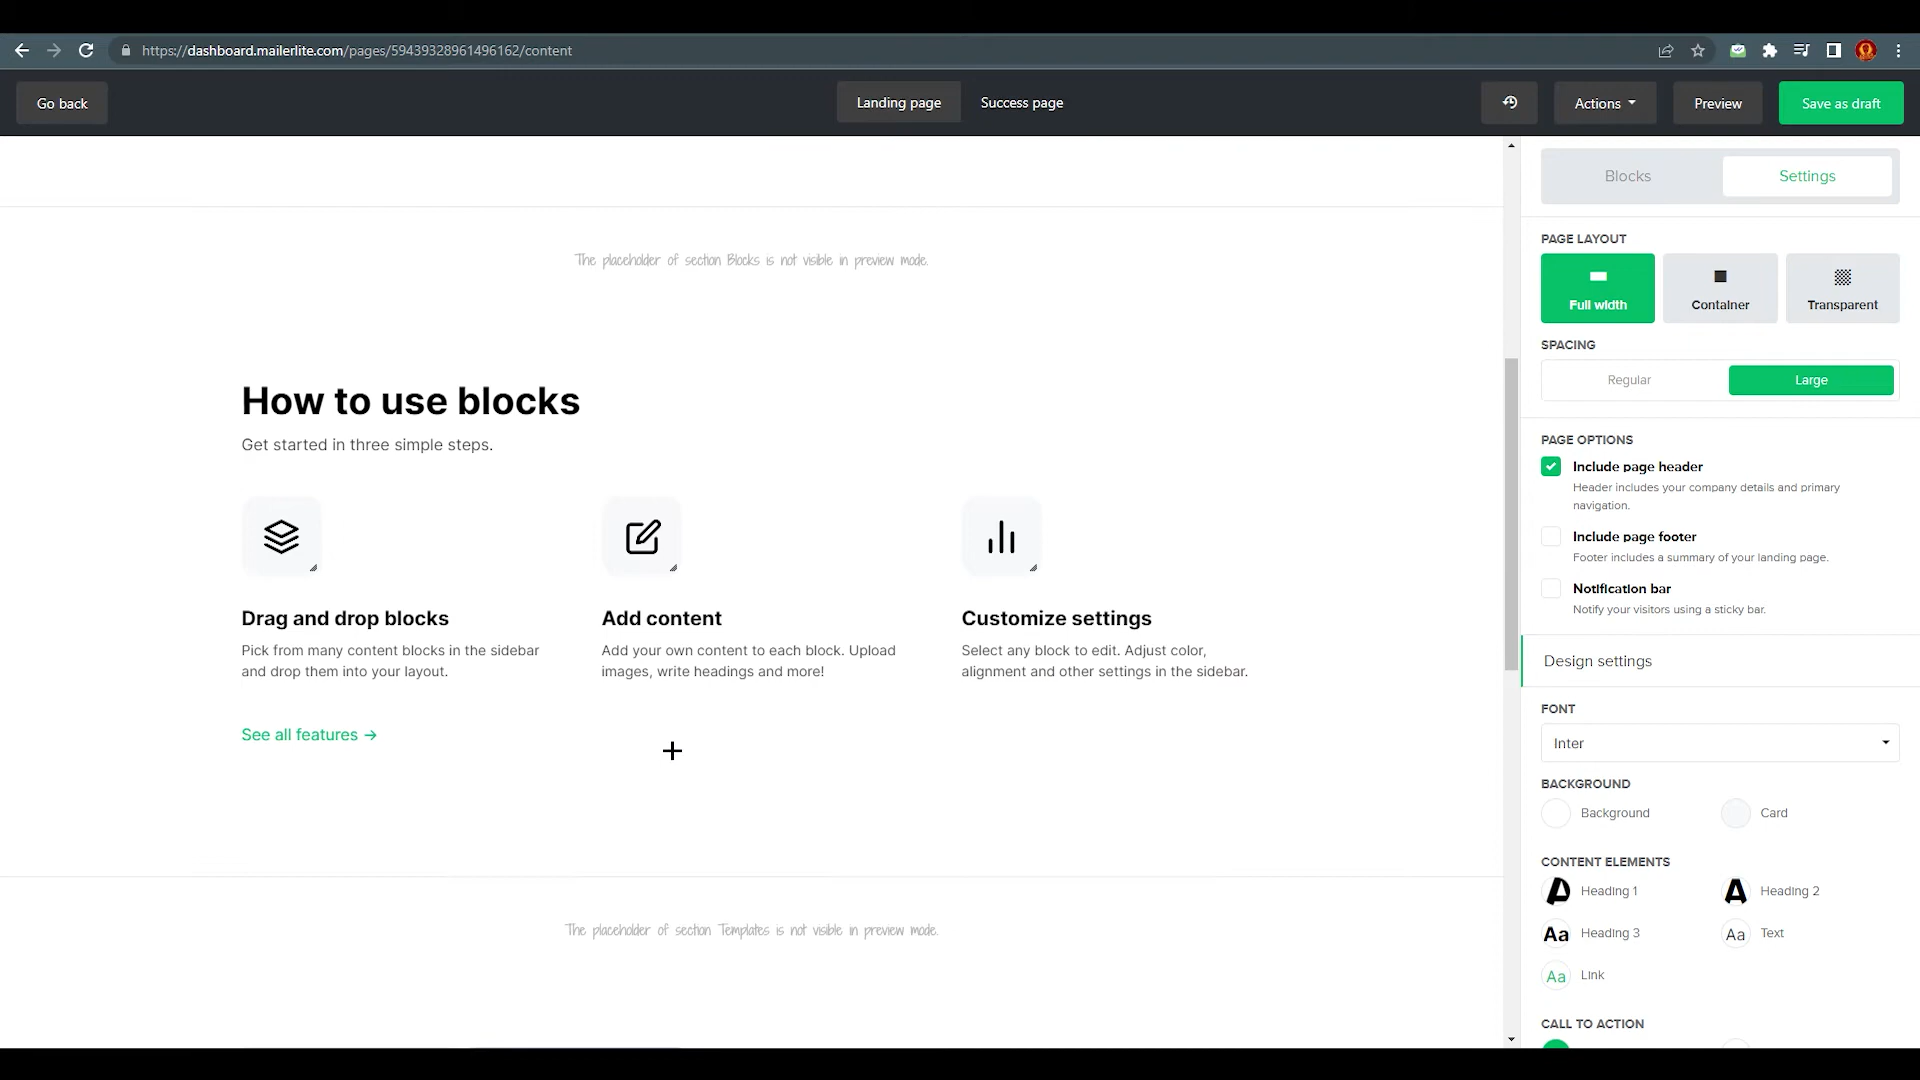 https://dashboard.mailerlite.com/pages/59439328961496162/content
Go back
Landing page
Success page
Actions
Preview
Save as draft
The placeholder of section Blocks is not visible in preview mode.
How to use blocks
Get started in three simple steps.
Drag and drop blocks
Pick from many content blocks in the sidebar
and drop them into your layout.
Add content
Add your own content to each block. Upload
images, write headings and more!
Customize settings
Select any block to edit. Adjust color,
alignment and other settings in the sidebar.
See all features →
The placeholder of section Templates is not visible in preview mode.
Blocks
Settings
PAGE LAYOUT
Full width
Container
Transparent
SPACING
Regular
Large
PAGE OPTIONS
Include page header
Header includes your company details and primary
navigation.
Include page footer
Footer includes a summary of your landing page.
Notification bar
Notify your visitors using a sticky bar.
Design settings
FONT
Inter
BACKGROUND
Background
Card
CONTENT ELEMENTS
A Heading 1
A Heading 2
Aa Heading 3
Aa Text
Aa Link
CALL TO ACTION